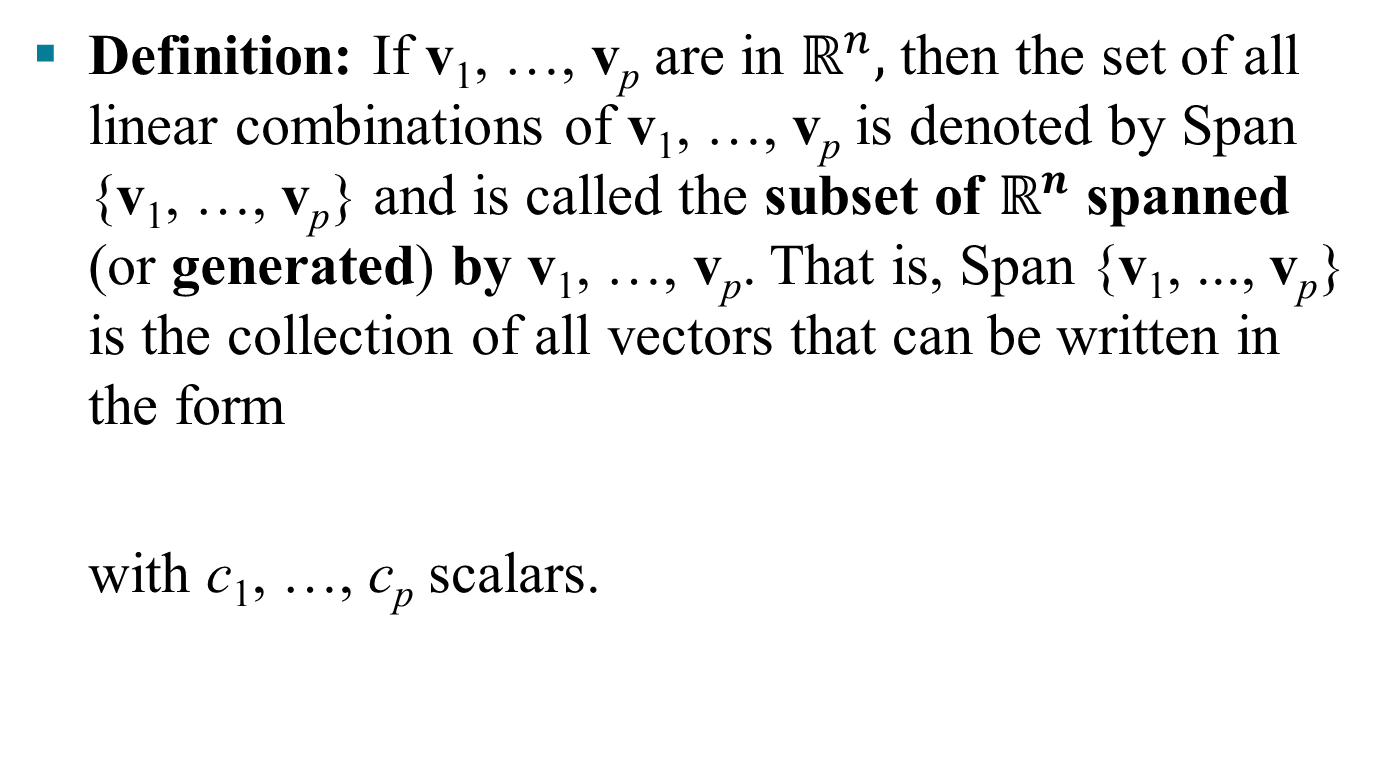 ▪ Definition: If v₁, …, vₚ are in ℝⁿ, then the set of all
linear combinations of v₁, …, vₚ is denoted by Span
{v₁, …, vₚ} and is called the subset of ℝⁿ spanned
(or generated) by v₁, …, vₚ. That is, Span {v₁, ..., vₚ}
is the collection of all vectors that can be written in
the form
with c₁, …, cₚ scalars.